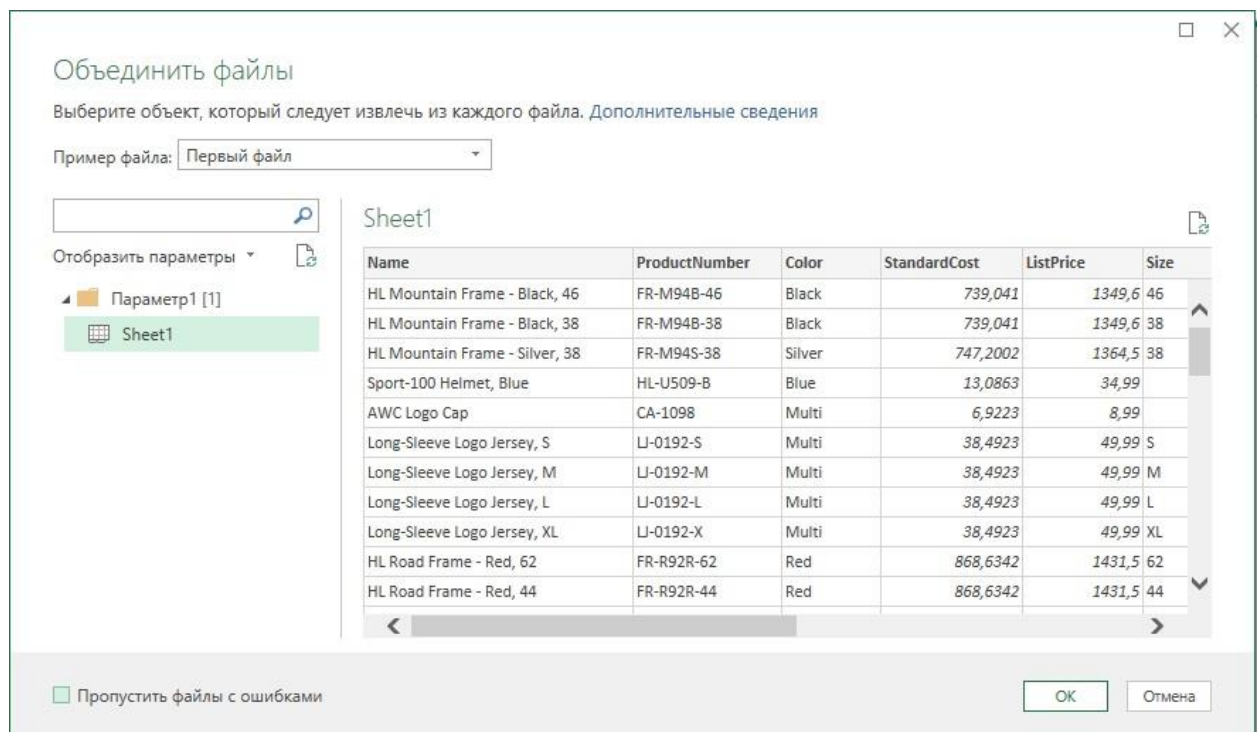 Объединить файлы
Выберите объект, который следует извлечь из каждого файла. Дополнительные сведения
Пример файла: Первый файл
Отобразить параметры
Параметр1 [1]
Sheet1
Sheet1
Name ProductNumber Color StandardCost ListPrice Size
HL Mountain Frame - Black, 46 FR-M94B-46 Black 739,041 1349,6 46
HL Mountain Frame - Black, 38 FR-M94B-38 Black 739,041 1349,6 38
HL Mountain Frame - Silver, 38 FR-M94S-38 Silver 747,2002 1364,5 38
Sport-100 Helmet, Blue HL-U509-B Blue 13,0863 34,99
AWC Logo Cap CA-1098 Multi 6,9223 8,99
Long-Sleeve Logo Jersey, S LJ-0192-S Multi 38,4923 49,99 S
Long-Sleeve Logo Jersey, M LJ-0192-M Multi 38,4923 49,99 M
Long-Sleeve Logo Jersey, L LJ-0192-L Multi 38,4923 49,99 L
Long-Sleeve Logo Jersey, XL LJ-0192-X Multi 38,4923 49,99 XL
HL Road Frame - Red, 62 FR-R92R-62 Red 868,6342 1431,5 62
HL Road Frame - Red, 44 FR-R92R-44 Red 868,6342 1431,5 44
Пропустить файлы с ошибками
ОК Отмена